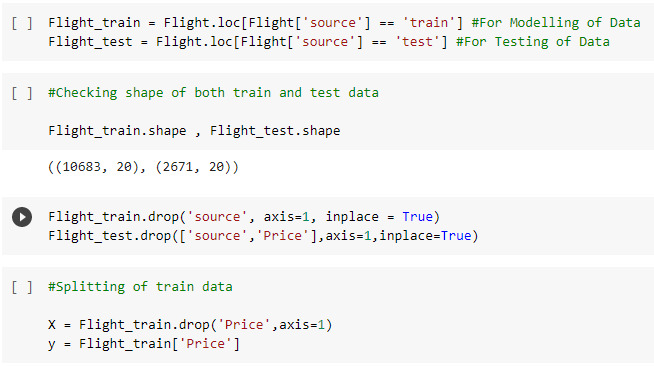 [ ] Flight_train = Flight.loc[Flight['source'] == 'train'] #For Modelling of Data
Flight_test = Flight.loc[Flight['source'] == 'test'] #For Testing of Data
[ ] #Checking shape of both train and test data
Flight_train.shape , Flight_test.shape
((10683, 20), (2671, 20))
Flight_train.drop('source', axis=1, inplace = True)
Flight_test.drop(['source','Price'],axis=1,inplace=True)
[ ] #Splitting of train data
X = Flight_train.drop('Price',axis=1)
y = Flight_train['Price']